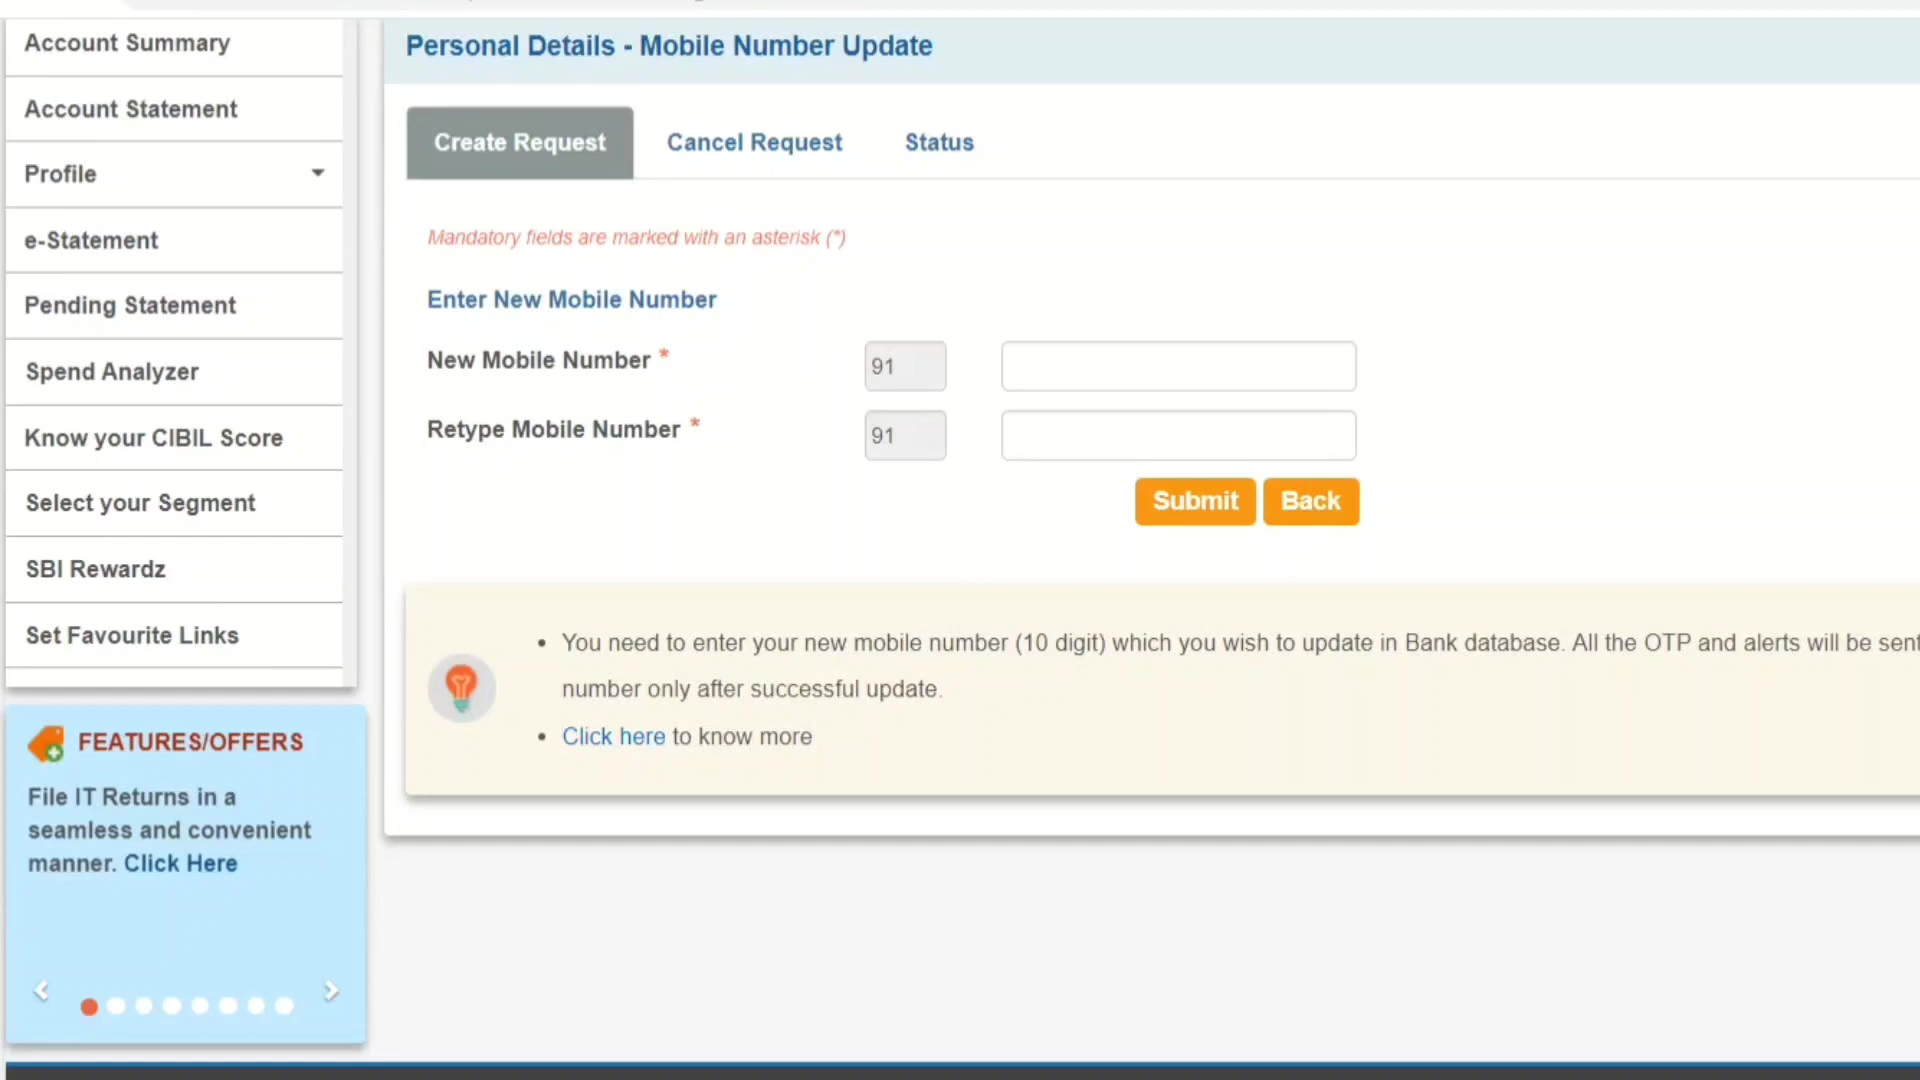 Account Summary
Account Statement
Profile
e-Statement
Pending Statement
Spend Analyzer
Know your CIBIL Score
Select your Segment
SBI Rewardz
Set Favourite Links
FEATURES/OFFERS
File IT Returns in a
seamless and convenient
manner. Click Here
Personal Details - Mobile Number Update
Create Request Cancel Request Status
Mandatory fields are marked with an asterisk (*)
Enter New Mobile Number
New Mobile Number * 91
Retype Mobile Number * 91
Submit Back
• You need to enter your new mobile number (10 digit) which you wish to update in Bank database. All the OTP and alerts will be sent
number only after successful update.
• Click here to know more